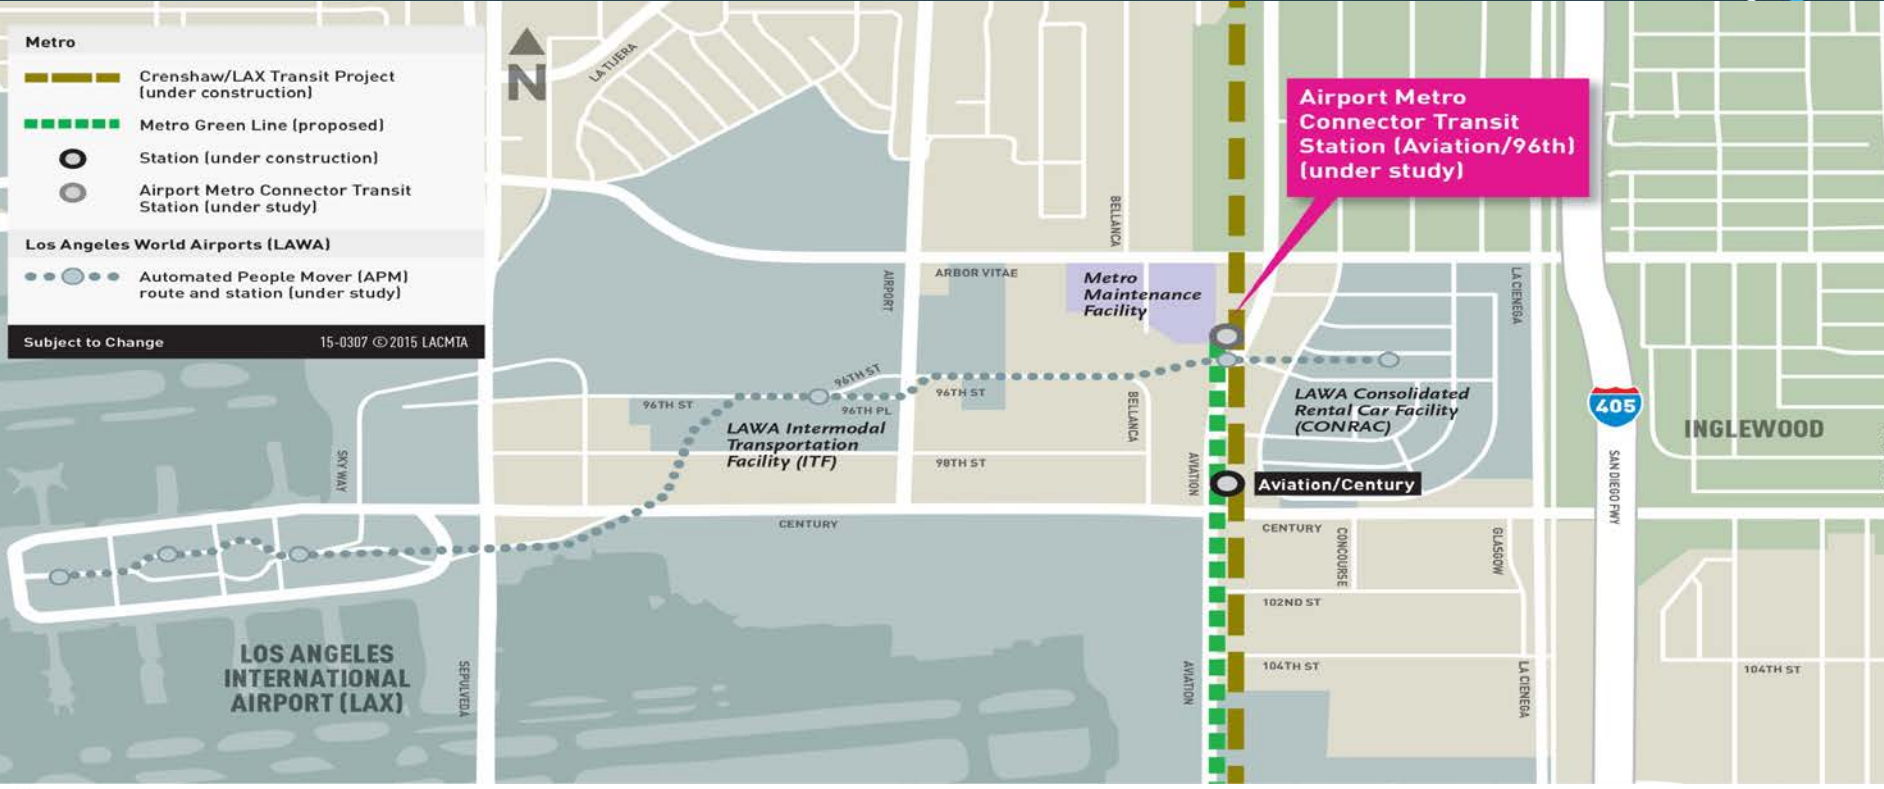 Metro
Crenshaw/LAX Transit Project
(under construction)
Metro Green Line (proposed)
Station (under construction)
Airport Metro Connector Transit
Station (under study)
Los Angeles World Airports (LAWA)
Automated People Mover (APM)
route and station (under study)
Subject to Change
15-0307 ©2015 LACMTA
N
LA TIJERA
Airport Metro
Connector Transit
Station (Aviation/96th)
(under study)
BELLANCA
ARBOR VITAE
AIRPORT
Metro
Maintenance
Facility
LA CIENEGA
96TH ST
96TH ST
96TH PL
96TH ST
BELLANCA
LAWA Intermodal
Transportation
Facility (ITF)
LAWA Consolidated
Rental Car Facility
(CONRAC)
405
INGLEWOOD
SKY WAY
98TH ST
AVIATION
Aviation/Century
SAN DIEGO FWY
CENTURY
CENTURY
CONCOURSE
GLASGOW
102ND ST
LOS ANGELES
INTERNATIONAL
AIRPORT (LAX)
SEPULVEDA
AVIATION
104TH ST
LA CIENEGA
104TH ST